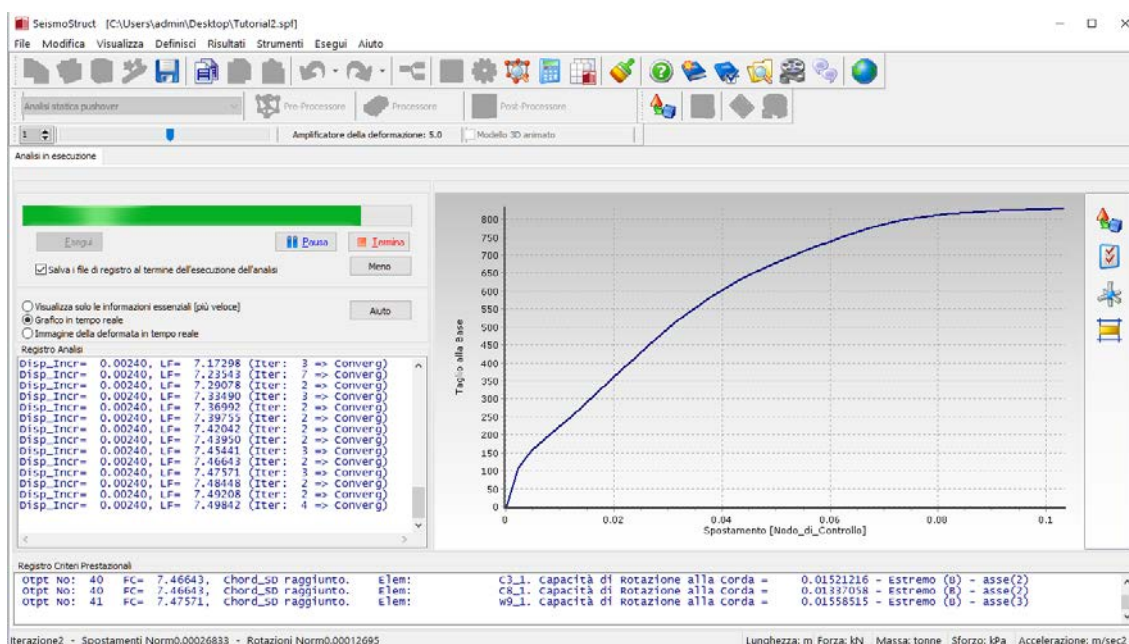 SeismoStruct [C:\Users\admin\Desktop\Tutorial2.spf]
File Modifica Visualizza Definisci Risultati Strumenti Esegui Aiuto
Analisi statica pushover Pre-Processore Processore Post-Processore
1 Amplificatore della deformazione: 5.0 Modello 3D animato
Analisi in esecuzione
Esegui Pausa Termina
Salva i file di registro al termine dell'esecuzione dell'analisi Meno
Visualizza solo le informazioni essenziali [più veloce]
Grafico in tempo reale
Immagine della deformata in tempo reale
Aiuto
Registro Analisi
Disp_Incr= 0.00240, LF= 7.17298 (Iter: 3 => Converg)
Disp_Incr= 0.00240, LF= 7.23543 (Iter: 7 => Converg)
Disp_Incr= 0.00240, LF= 7.29078 (Iter: 2 => Converg)
Disp_Incr= 0.00240, LF= 7.33490 (Iter: 3 => Converg)
Disp_Incr= 0.00240, LF= 7.36992 (Iter: 2 => Converg)
Disp_Incr= 0.00240, LF= 7.39755 (Iter: 2 => Converg)
Disp_Incr= 0.00240, LF= 7.42042 (Iter: 2 => Converg)
Disp_Incr= 0.00240, LF= 7.43950 (Iter: 2 => Converg)
Disp_Incr= 0.00240, LF= 7.45441 (Iter: 3 => Converg)
Disp_Incr= 0.00240, LF= 7.46643 (Iter: 2 => Converg)
Disp_Incr= 0.00240, LF= 7.47571 (Iter: 3 => Converg)
Disp_Incr= 0.00240, LF= 7.48448 (Iter: 2 => Converg)
Disp_Incr= 0.00240, LF= 7.49208 (Iter: 2 => Converg)
Disp_Incr= 0.00240, LF= 7.49842 (Iter: 4 => Converg)
Taglio alla Base
800
750
700
650
600
550
500
450
400
350
300
250
200
150
100
50
0
0 0.02 0.04 0.06 0.08 0.1
Spostamento [Nodo_di_Controllo]
Registro Criteri Prestazionali
Otpt No: 40 FC= 7.46643, Chord_SD raggiunto. Elem: C3_1. Capacità di Rotazione alla Corda = 0.01521216 - Estremo (B) - asse(2)
Otpt No: 40 FC= 7.46643, Chord_SD raggiunto. Elem: C8_1. Capacità di Rotazione alla Corda = 0.01337058 - Estremo (B) - asse(2)
Otpt No: 41 FC= 7.47571, Chord_SD raggiunto. Elem: W9_1. Capacità di Rotazione alla Corda = 0.01558515 - Estremo (B) - asse(3)
Iterazione2 - Spostamenti Norm0.00026833 - Rotazioni Norm0.00012695 Lunghezza: m Forza: kN Massa: tonne Sforzo: kPa Accelerazione: m/sec2